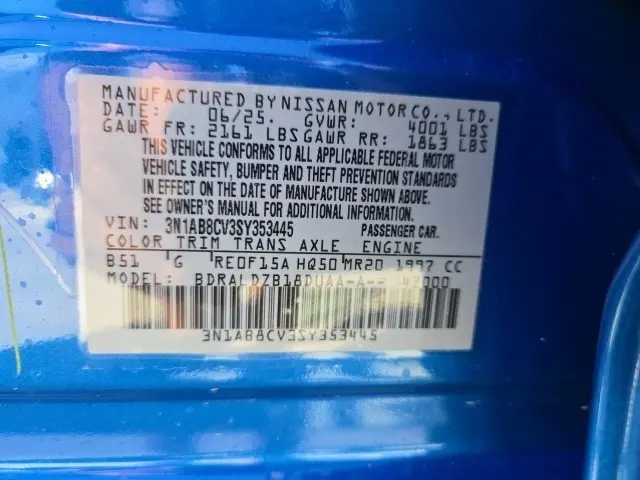 MANUFACTURED BY NISSAN MOTOR CO., LTD.
DATE: 06/25. GVWR: 4001 LBS
GAWR FR: 2161 LBS GAWR RR: 1863 LBS
THIS VEHICLE CONFORMS TO ALL APPLICABLE FEDERAL MOTOR
VEHICLE SAFETY, BUMPER AND THEFT PREVENTION STANDARDS
IN EFFECT ON THE DATE OF MANUFACTURE SHOWN ABOVE.
SEE OWNER'S MANUAL FOR ADDITIONAL INFORMATION.
VIN: 3N1AB8CV3SY353445 PASSENGER CAR.
COLOR TRIM TRANS AXLE ENGINE
B51 G RE0F15A HQ50 MR20 1997 CC
MODEL: BDRALDZB18DUAA-A-- 47000
3N1AB8CV3SY353445